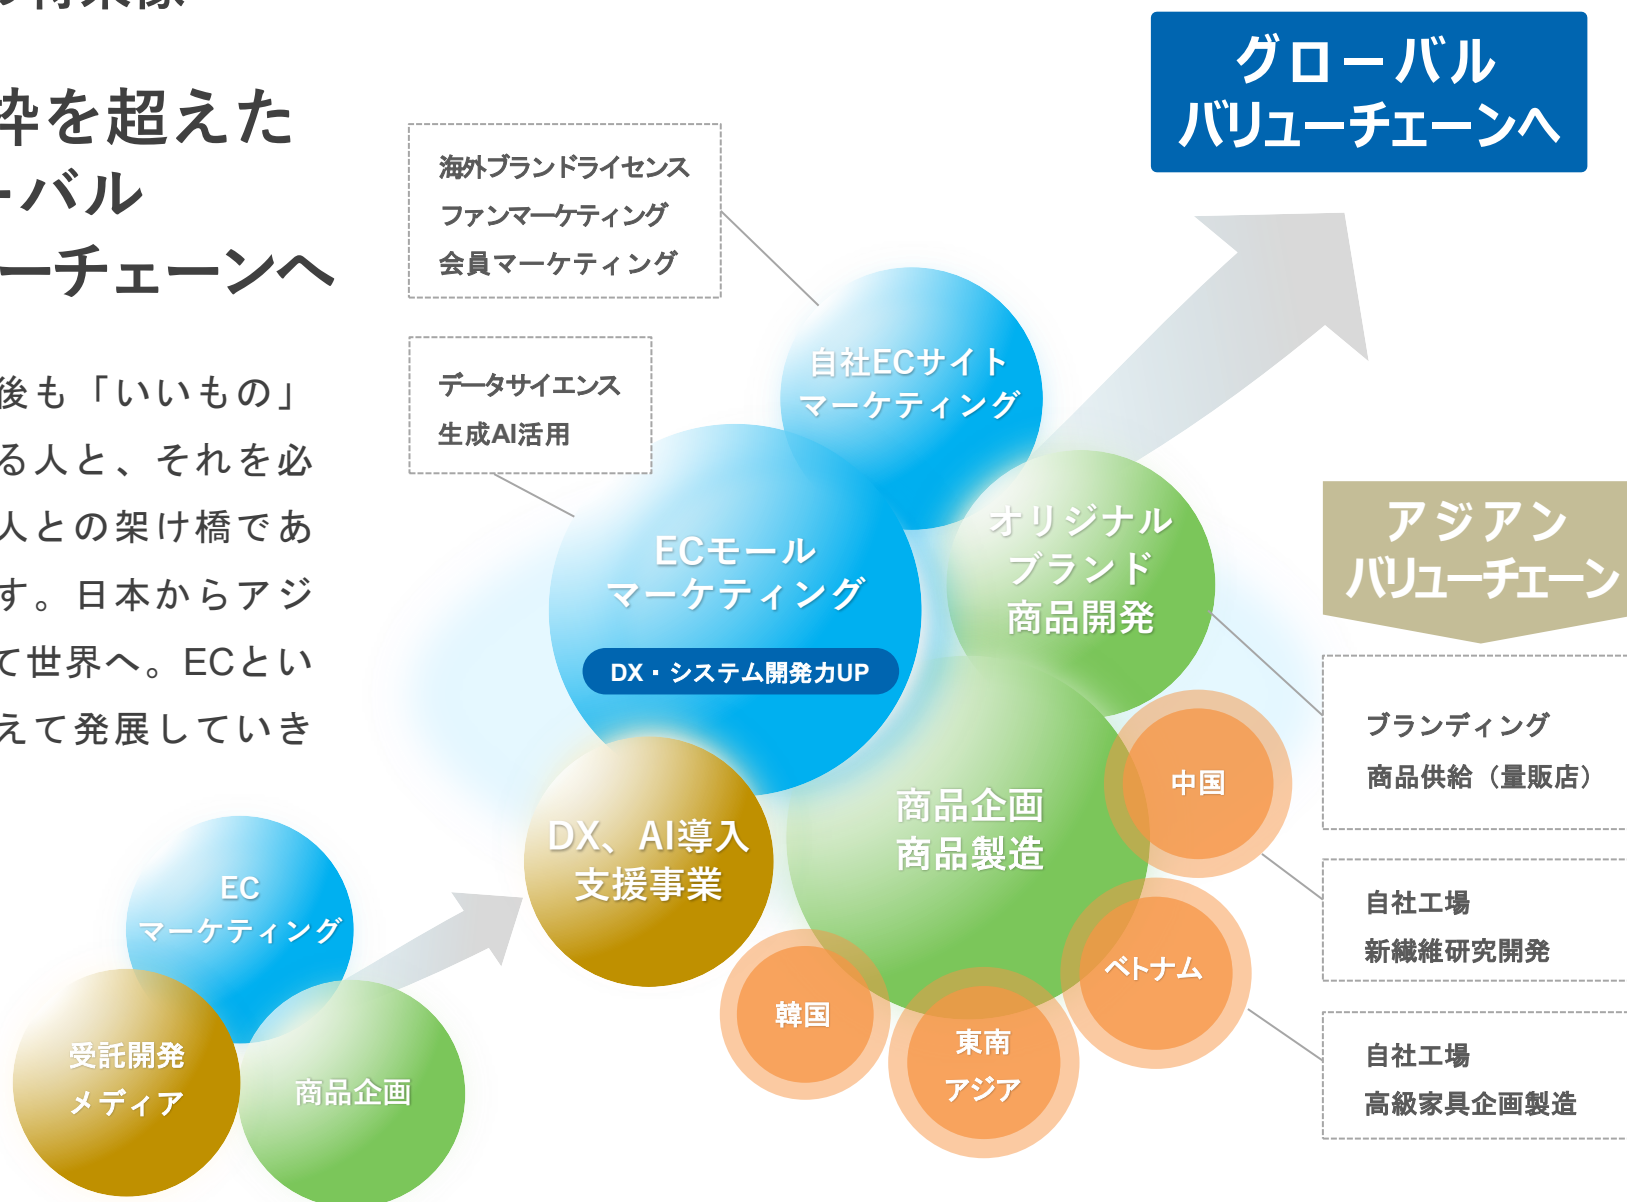 の将来像
枠を超えた
ーバル
ーチェーンへ
後も「いいもの」
る人と、それを必
人との架け橋であ
す。日本からアジ
て世界へ。ECとい
えて発展していき
グローバル
バリューチェーンへ
海外ブランドライセンス
ファンマーケティング
会員マーケティング
データサイエンス
生成AI活用
自社ECサイト
マーケティング
ECモール
マーケティング
DX・システム開発力UP
オリジナル
ブランド
商品開発
アジアン
バリューチェーン
ブランディング
商品供給（量販店）
商品企画
商品製造
DX、AI導入
支援事業
中国
ベトナム
東南
アジア
韓国
自社工場
新繊維研究開発
自社工場
高級家具企画製造
EC
マーケティング
受託開発
メディア
商品企画